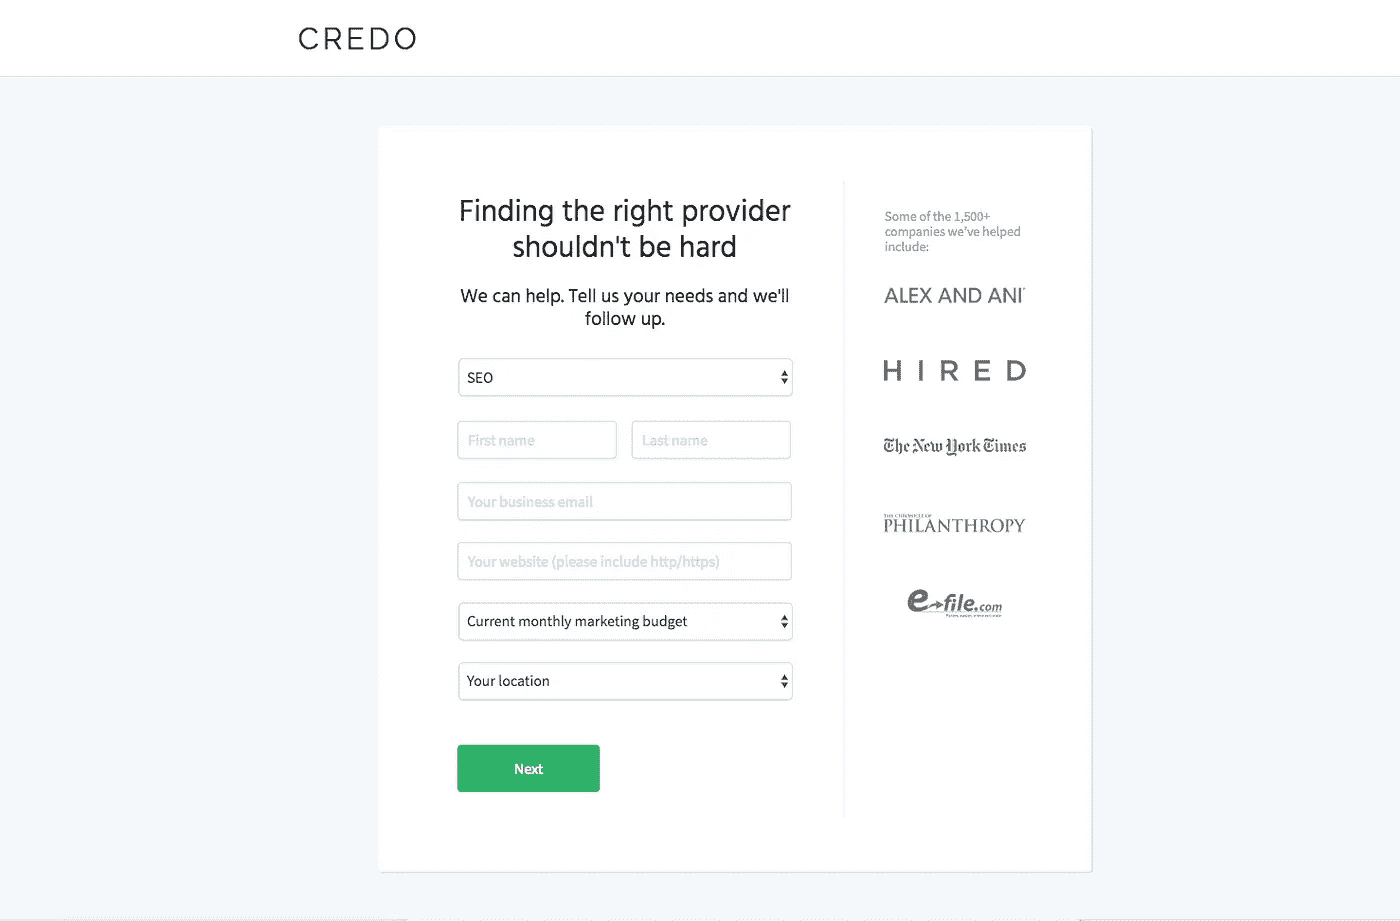 CREDO
Finding the right provider
shouldn't be hard
We can help. Tell us your needs and we'll
follow up.
SEO
First name
Last name
Your business email
Your website (please include http/https)
Current monthly marketing budget
Your location
Next
Some of the 1,500+
companies we've helped
include:
ALEX AND ANI
HIRED
The New York Times
THE CHRONICLE OF
PHILANTHROPY
e-file.com